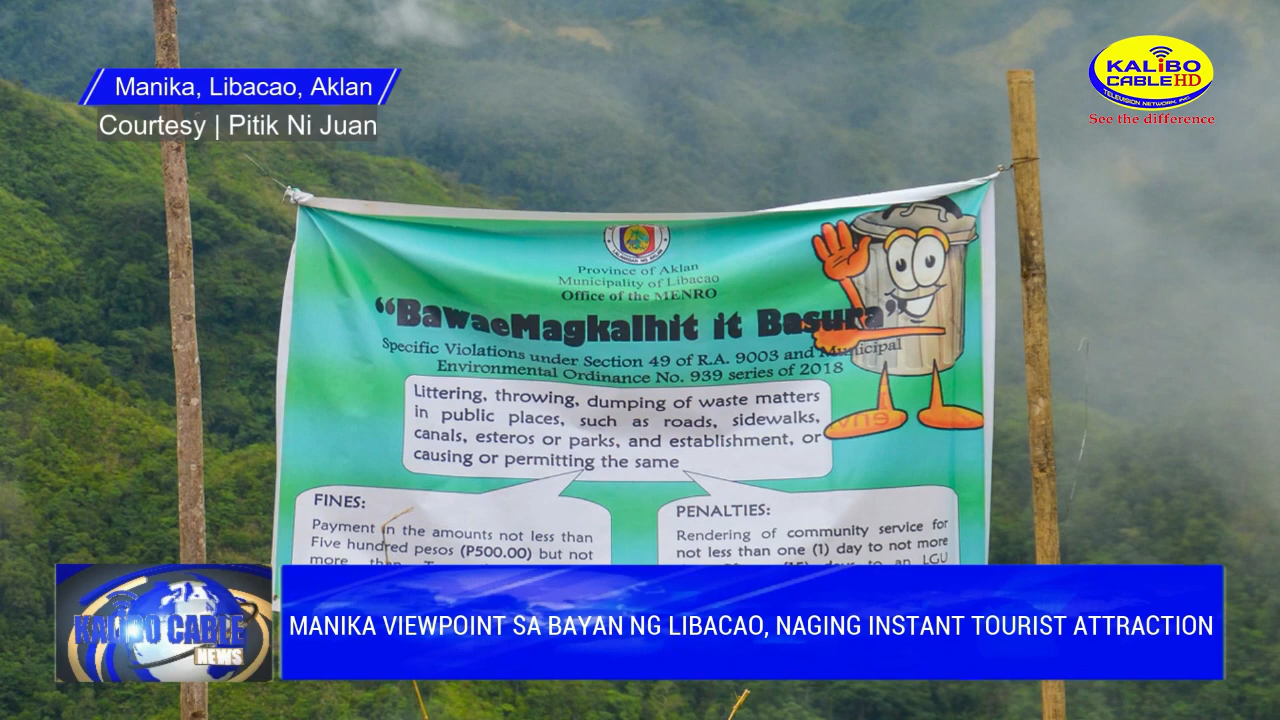 Manika, Libacao, Aklan
Courtesy | Pitik Ni Juan
KALiBO
CABLE HD
TELEVISION NETWORK, INC.
See the difference
Province of Aklan
Municipality of Libacao
Office of the MENRO
“BawaeMagkalhit it Basura”
Specific Violations under Section 49 of R.A. 9003 and Municipal
Environmental Ordinance No. 939 series of 2018
Littering, throwing, dumping of waste matters
in public places, such as roads, sidewalks,
canals, esteros or parks, and establishment, or
causing or permitting the same
FINES:
Payment in the amounts not less than
Five hundred pesos (P500.00) but not
more than
PENALTIES:
Rendering of community service for
not less than one (1) day to not more
(15) days to an LGU
KALiBO CABLE
NEWS
MANIKA VIEWPOINT SA BAYAN NG LIBACAO, NAGING INSTANT TOURIST ATTRACTION